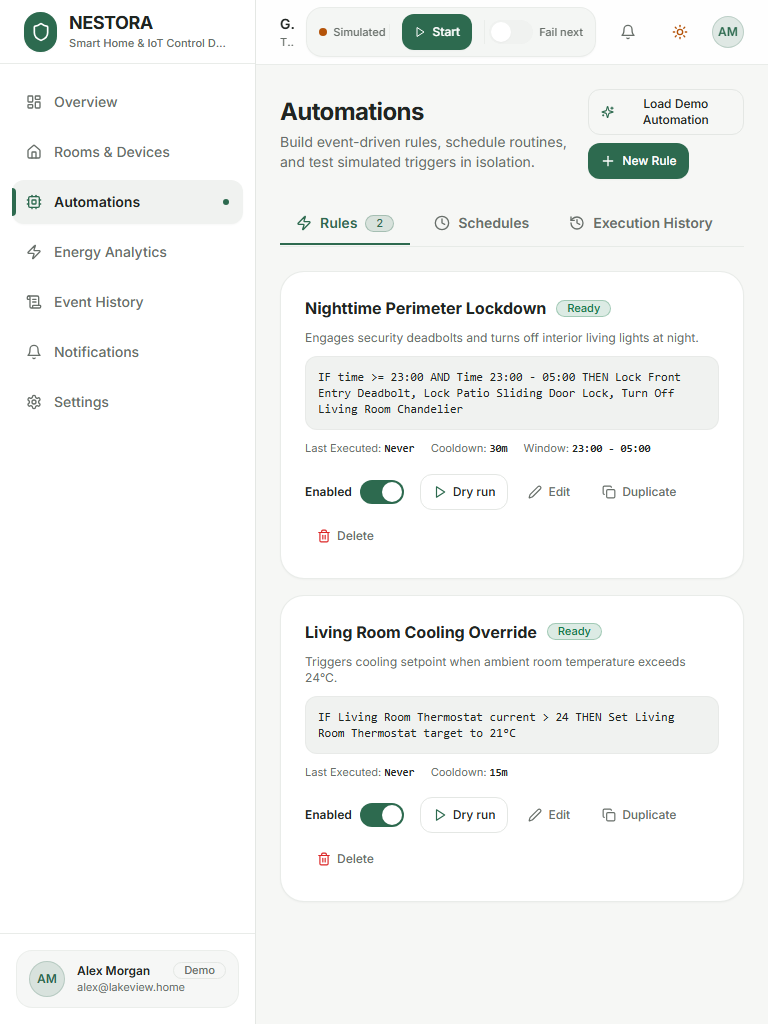 NESTORA
Smart Home & IoT Control D...
Overview
Rooms & Devices
Automations
Energy Analytics
Event History
Notifications
Settings
AM
Alex Morgan
Demo
alex@lakeview.home
G.
T..
Simulated
Start
Fail next
AM
Automations
Build event-driven rules, schedule routines,
and test simulated triggers in isolation.
Load Demo
Automation
New Rule
Rules 2
Schedules
Execution History
Nighttime Perimeter Lockdown Ready
Engages security deadbolts and turns off interior living lights at night.
IF time >= 23:00 AND Time 23:00 - 05:00 THEN Lock Front
Entry Deadbolt, Lock Patio Sliding Door Lock, Turn Off
Living Room Chandelier
Last Executed: Never Cooldown: 30m Window: 23:00 - 05:00
Enabled Dry run Edit Duplicate
Delete
Living Room Cooling Override Ready
Triggers cooling setpoint when ambient room temperature exceeds
24°C.
IF Living Room Thermostat current > 24 THEN Set Living
Room Thermostat target to 21°C
Last Executed: Never Cooldown: 15m
Enabled Dry run Edit Duplicate
Delete